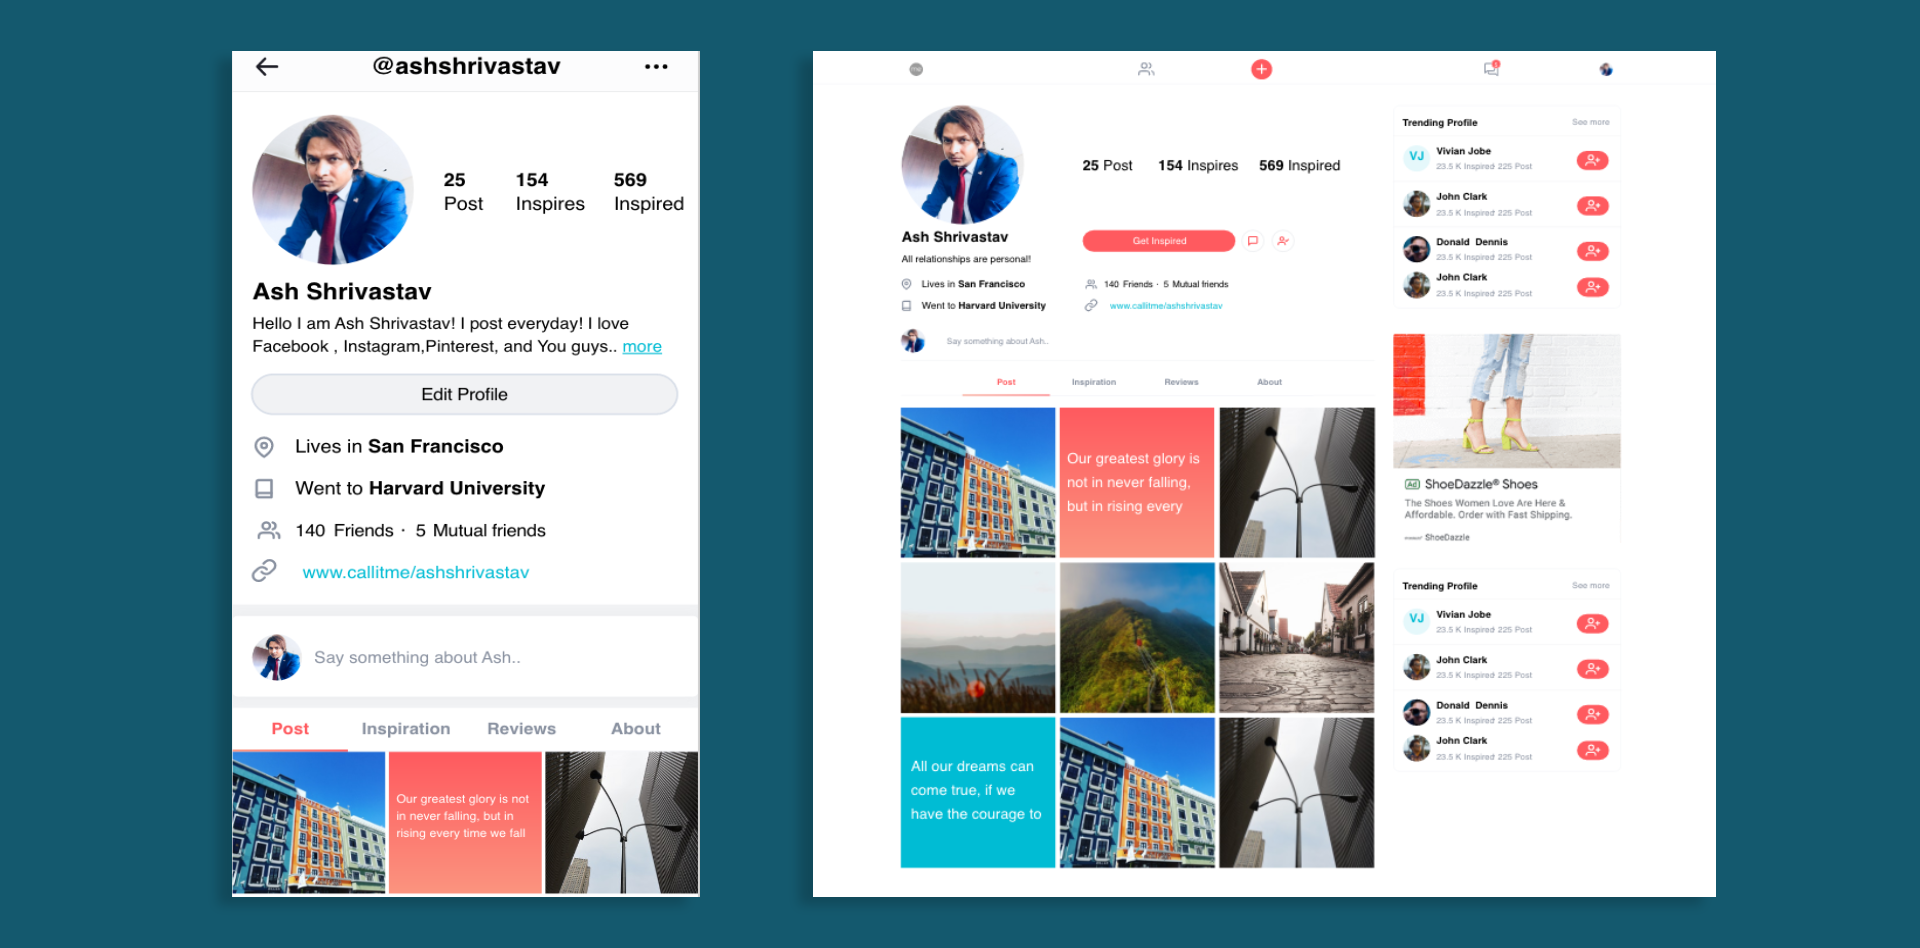 @ashshrivastav
25 154 569
Post Inspires Inspired
Ash Shrivastav
Hello I am Ash Shrivastav! I post everyday! I love
Facebook , Instagram,Pinterest, and You guys.. more
Edit Profile
Lives in San Francisco
Went to Harvard University
140 Friends · 5 Mutual friends
www.callitme/ashshrivastav
Say something about Ash..
Post Inspiration Reviews About
Our greatest glory is not
in never falling, but in
rising every time we fall
25 Post 154 Inspires 569 Inspired
Ash Shrivastav
Get Inspired
All relationships are personal!
Lives in San Francisco
140 Friends · 5 Mutual friends
Went to Harvard University
www.callitme/ashshrivastav
Say something about Ash..
Post Inspiration Reviews About
Our greatest glory is
not in never falling,
but in rising every
All our dreams can
come true, if we
have the courage to
Trending Profile See more
VJ
Vivian Jobe
23.5 K Inspired 225 Post
John Clark
23.5 K Inspired 225 Post
Donald Dennis
23.5 K Inspired 225 Post
John Clark
23.5 K Inspired 225 Post
Ad ShoeDazzle® Shoes
The Shoes Women Love Are Here &
Affordable. Order with Fast Shipping.
ShoeDazzle
Trending Profile See more
VJ
Vivian Jobe
23.5 K Inspired 225 Post
John Clark
23.5 K Inspired 225 Post
Donald Dennis
23.5 K Inspired 225 Post
John Clark
23.5 K Inspired 225 Post